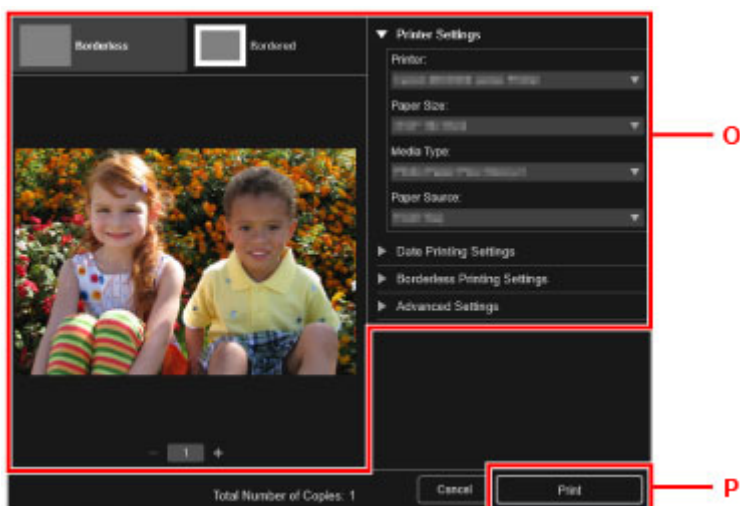 Borderless
Bordered
Printer Settings
Printer:
Paper Size:
Media Type:
Paper Source:
Date Printing Settings
Borderless Printing Settings
Advanced Settings
O
1
Total Number of Copies: 1
Cancel
Print
P